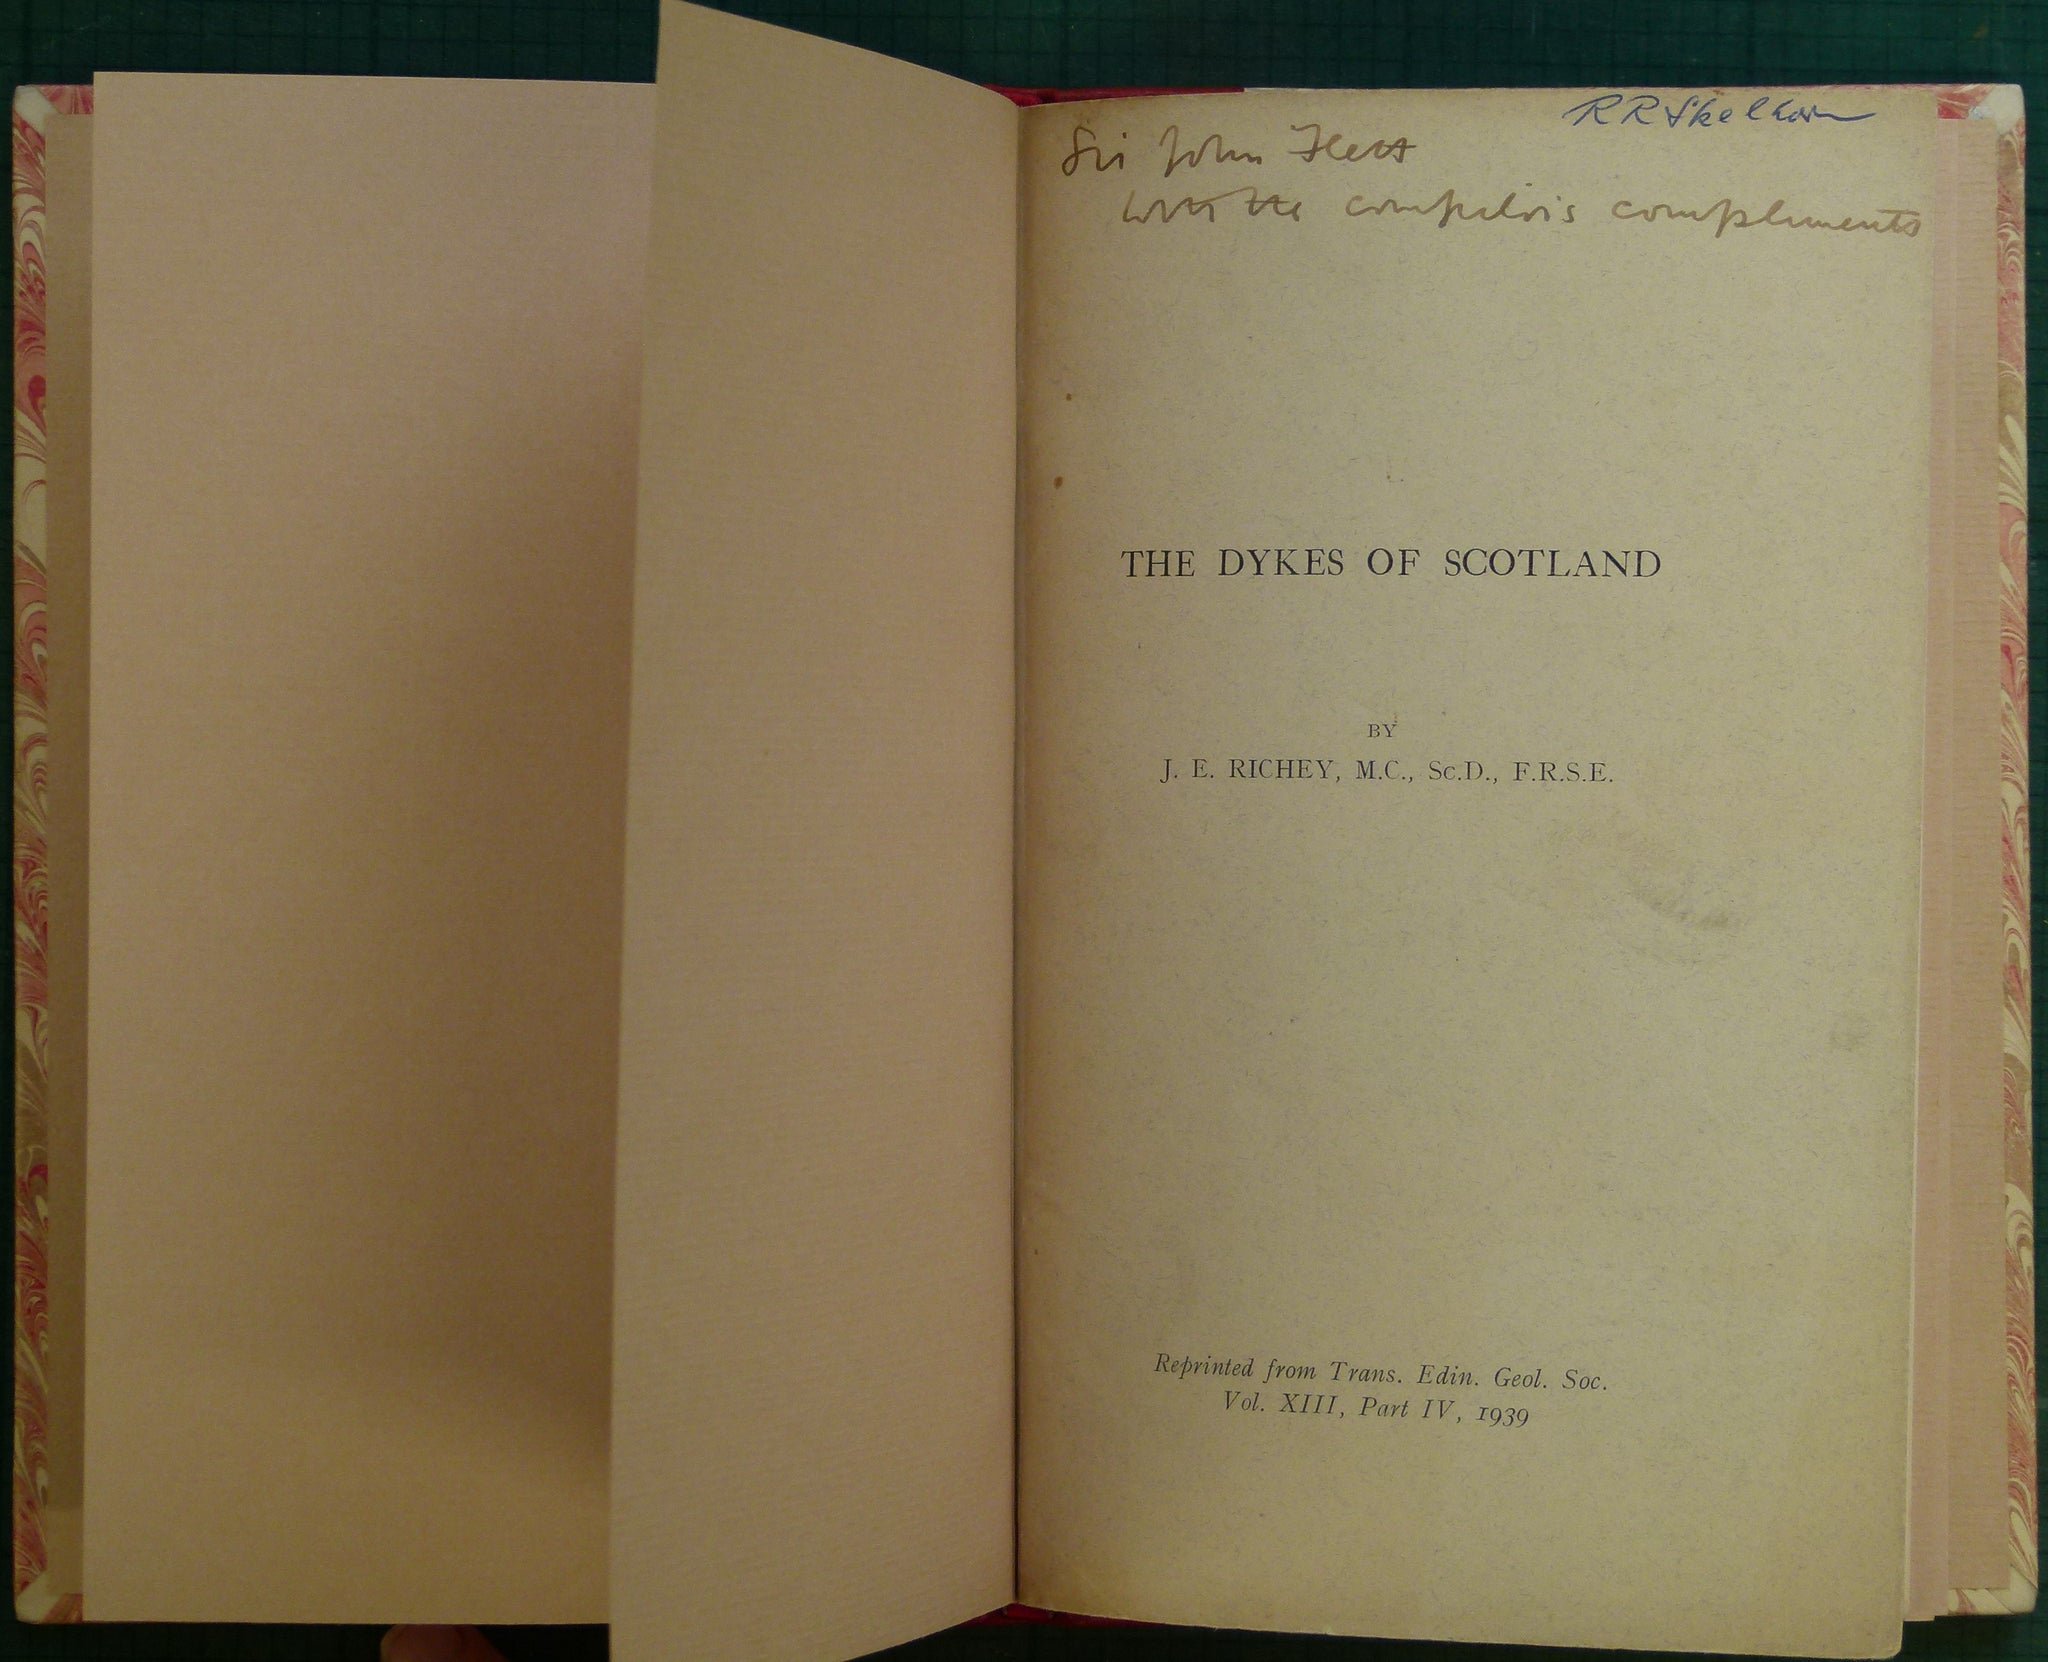 R R Skelhorn
Sir John Flett
with the compiler's compliments
THE DYKES OF SCOTLAND
BY
J. E. RICHEY, M.C., Sc.D., F.R.S.E.
Reprinted from Trans. Edin. Geol. Soc.
Vol. XIII, Part IV, 1939